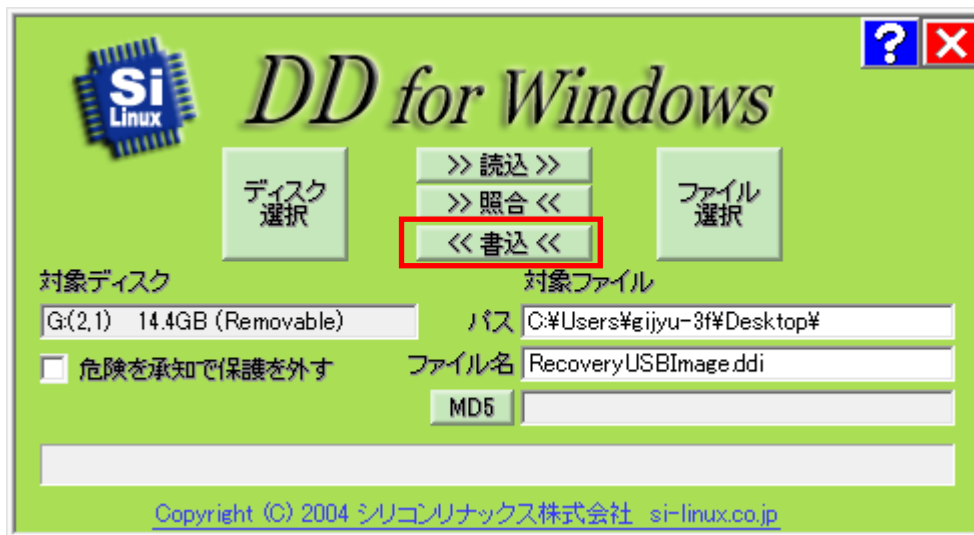 ?
Si
Linux
DD for Windows
ディスク
選択
>> 読込 >>
>> 照合 <<
<< 書込 <<
ファイル
選択
対象ディスク
対象ファイル
G:(2,1) 14.4GB (Removable)
パス C:¥Users¥gijyu-3f¥Desktop¥
危険を承知で保護を外す
ファイル名 RecoveryUSBImage.ddi
MD5
Copyright (C) 2004 シリコンリナックス株式会社 si-linux.co.jp